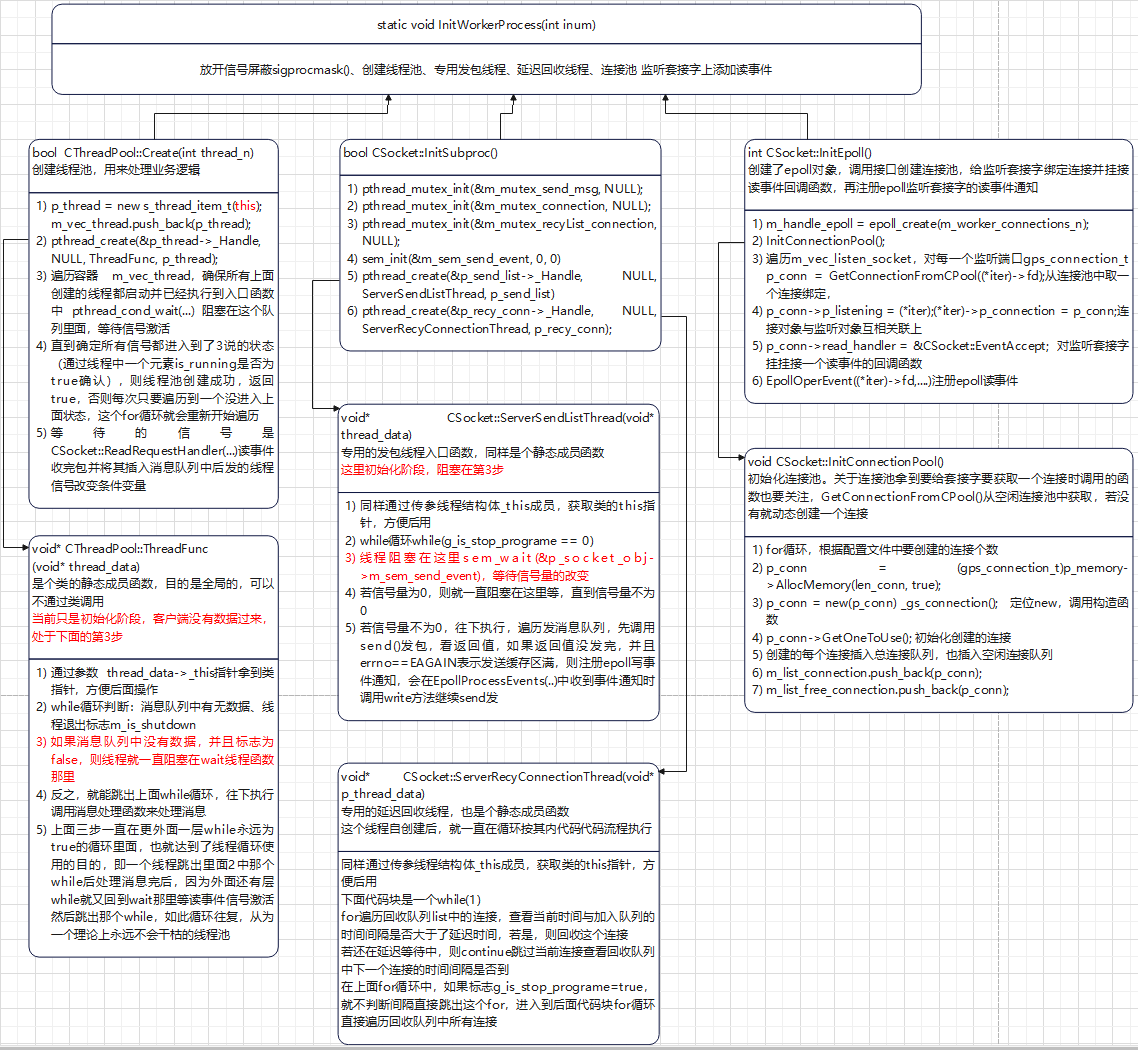 static void InitWorkerProcess(int inum)
放开信号屏蔽sigprocmask()、创建线程池、专用发包线程、延迟回收线程、连接池 监听套接字上添加读事件
bool CThreadPool::Create(int thread_n)
创建线程池，用来处理业务逻辑
1) p_thread = new s_thread_item_t(this);
m_vec_thread.push_back(p_thread);
2) pthread_create(&p_thread->_Handle,
NULL, ThreadFunc, p_thread);
3) 遍历容器 m_vec_thread，确保所有上面
创建的线程都启动并已经执行到入口函数
中 pthread_cond_wait(...) 阻塞在这个队
列里面，等待信号激活
4) 直到确定所有信号都进入到了3说的状态
（通过线程中一个元素is_running是否为
true确认），则线程池创建成功，返回
true，否则每次只要遍历到一个没进入上
面状态，这个for循环就会重新开始遍历
5) 等待的信号是
CSocket::ReadRequestHandler(...)读事件
收完包并将其插入消息队列中后发的线程
信号改变条件变量
void* CThreadPool::ThreadFunc
(void* thread_data)
是个类的静态成员函数，目的是全局的，可以
不通过类调用
当前只是初始化阶段，客户端没有数据过来，
处于下面的第3步
1) 通过参数 thread_data->_this指针拿到类
指针，方便后面操作
2) while循环判断：消息队列中有无数据、线
程退出标志m_is_shutdown
3) 如果消息队列中没有数据，并且标志为
false，则线程就一直阻塞在wait线程函数
那里
4) 反之，就能跳出上面while循环，往下执行
调用消息处理函数来处理消息
5) 上面三步一直在更外面一层while永远为
true的循环里面，也就达到了线程循环使
用的目的，即一个线程跳出里面2中那个
while后处理消息完后，因为外面还有层
while就又回到wait那里等读事件信号激活
然后跳出那个while，如此循环往复，从为
一个理论上永远不会干枯的线程池
bool CSocket::InitSubproc()
1) pthread_mutex_init(&m_mutex_send_msg, NULL);
2) pthread_mutex_init(&m_mutex_connection, NULL);
3) pthread_mutex_init(&m_mutex_recyList_connection,
NULL);
4) sem_init(&m_sem_send_event, 0, 0)
5) pthread_create(&p_send_list->_Handle, NULL,
ServerSendListThread, p_send_list)
6) pthread_create(&p_recy_conn->_Handle, NULL,
ServerRecyConnectionThread, p_recy_conn);
void* CSocket::ServerSendListThread(void*
thread_data)
专用的发包线程入口函数，同样是个静态成员函数
这里初始化阶段，阻塞在第3步
1) 同样通过传参线程结构体_this成员，获取类的this指
针，方便后用
2) while循环while(g_is_stop_programe == 0)
3) 线程阻塞在这里sem_wait(&p_socket_obj-
>m_sem_send_event)，等待信号量的改变
4) 若信号量为0，则就一直阻塞在这里等，直到信号量不为
0
5) 若信号量不为0，往下执行，遍历发消息队列，先调用
send()发包，看返回值，如果返回值没发完，并且
errno==EAGAIN表示发送缓存区满，则注册epoll写事
件通知，会在EpollProcessEvents(..)中收到事件通知时
调用write方法继续send发
void* CSocket::ServerRecyConnectionThread(void*
p_thread_data)
专用的延迟回收线程，也是个静态成员函数
这个线程自创建后，就一直在循环按其内代码代码流程执行
同样通过传参线程结构体_this成员，获取类的this指针，方
便后用
下面代码块是一个while(1)
for遍历回收队列list中的连接，查看当前时间与加入队列的
时间间隔是否大于了延迟时间，若是，则回收这个连接
若还在延迟等待中，则continue跳过当前连接查看回收队列
中下一个连接的时间间隔是否到
在上面for循环中，如果标志g_is_stop_programe=true，
就不判断间隔直接跳出这个for，进入到后面代码块for循环
直接遍历回收队列中所有连接
int CSocket::InitEpoll()
创建了epoll对象，调用接口创建连接池，给监听套接字绑定连接并挂接
读事件回调函数，再注册epoll监听套接字的读事件通知
1) m_handle_epoll = epoll_create(m_worker_connections_n);
2) InitConnectionPool();
3) 遍历m_vec_listen_socket，对每一个监听端口gps_connection_t
p_conn = GetConnectionFromCPool((*iter)->fd);从连接池中取一
个连接绑定，
4) p_conn->p_listening = (*iter);(*iter)->p_connection = p_conn;连
接对象与监听对象互相关联上
5) p_conn->read_handler = &CSocket::EventAccept; 对监听套接字
挂挂接一个读事件的回调函数
6) EpollOperEvent((*iter)->fd,....)注册epoll读事件
void CSocket::InitConnectionPool()
初始化连接池。关于连接池拿到要给套接字要获取一个连接时调用的函
数也要关注，GetConnectionFromCPool()从空闲连接池中获取，若没
有就动态创建一个连接
1) for循环，根据配置文件中要创建的连接个数
2) p_conn = (gps_connection_t)p_memory-
>AllocMemory(len_conn, true);
3) p_conn = new(p_conn) _gs_connection(); 定位new，调用构造函
数
4) p_conn->GetOneToUse(); 初始化创建的连接
5) 创建的每个连接插入总连接队列，也插入空闲连接队列
6) m_list_connection.push_back(p_conn);
7) m_list_free_connection.push_back(p_conn);